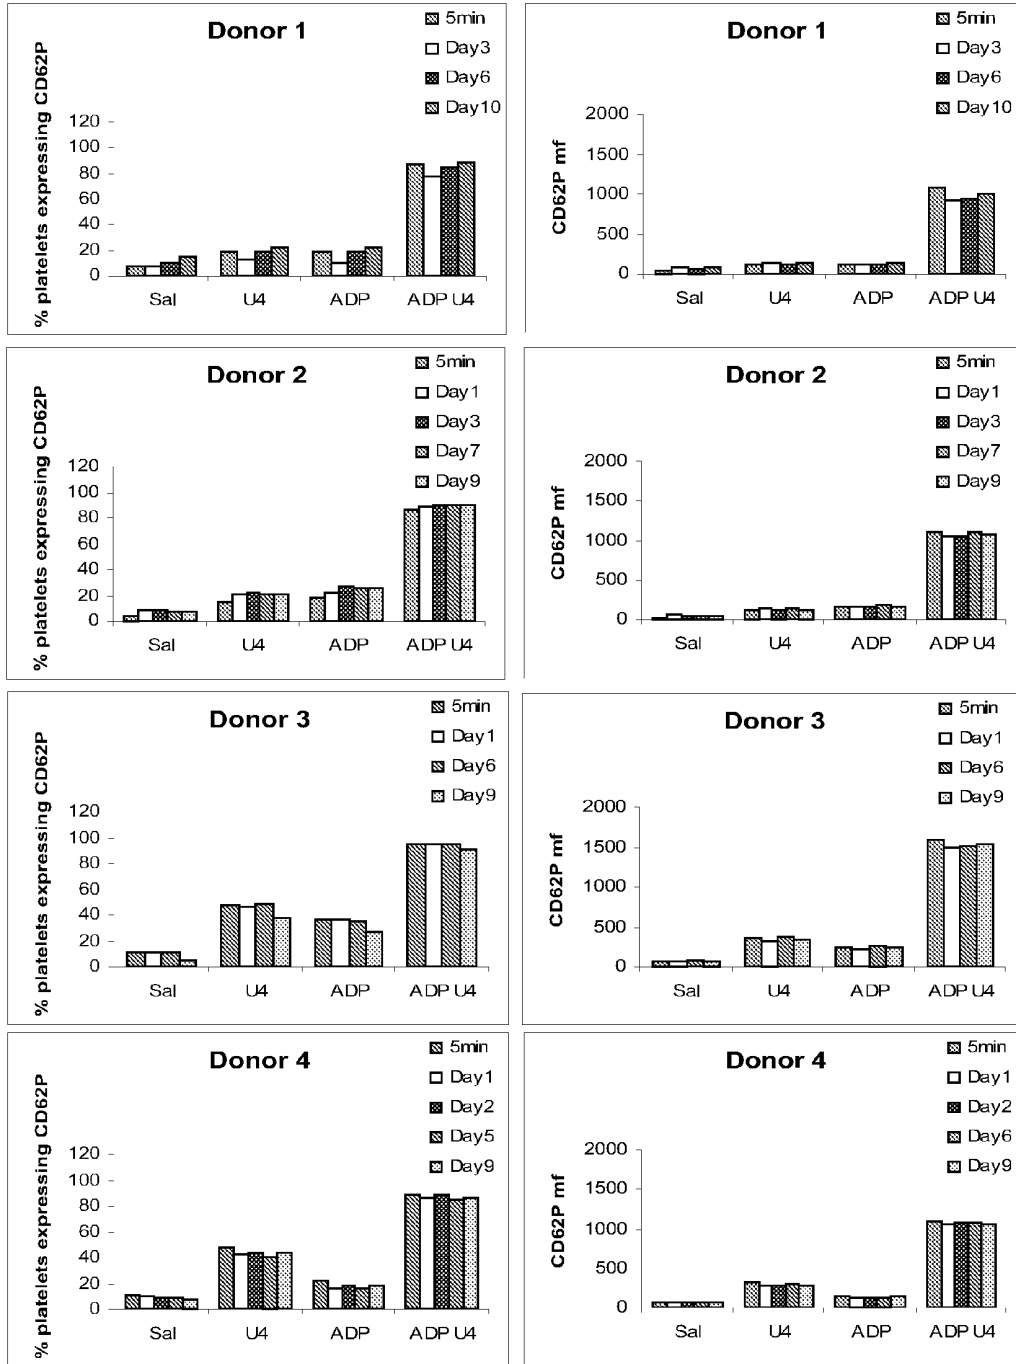 Donor 1
5min
Day3
Day6
Day10
% platelets expressing CD62P
120
100
80
60
40
20
0
Sal U4 ADP ADP U4
Donor 1
5min
Day3
Day6
Day10
CD62P mf
2000
1500
1000
500
0
Sal U4 ADP ADP U4
Donor 2
5min
Day1
Day3
Day7
Day9
% platelets expressing CD62P
120
100
80
60
40
20
0
Sal U4 ADP ADP U4
Donor 2
5min
Day1
Day3
Day7
Day9
CD62P mf
2000
1500
1000
500
0
Sal U4 ADP ADP U4
Donor 3
5min
Day1
Day6
Day9
% platelets expressing CD62P
120
100
80
60
40
20
0
Sal U4 ADP ADP U4
Donor 3
5min
Day1
Day6
Day9
CD62P mf
2000
1500
1000
500
0
Sal U4 ADP ADP U4
Donor 4
5min
Day1
Day2
Day5
Day9
% platelets expressing CD62P
120
100
80
60
40
20
0
Sal U4 ADP ADP U4
Donor 4
5min
Day1
Day2
Day6
Day9
CD62P mf
2000
1500
1000
500
0
Sal U4 ADP ADP U4